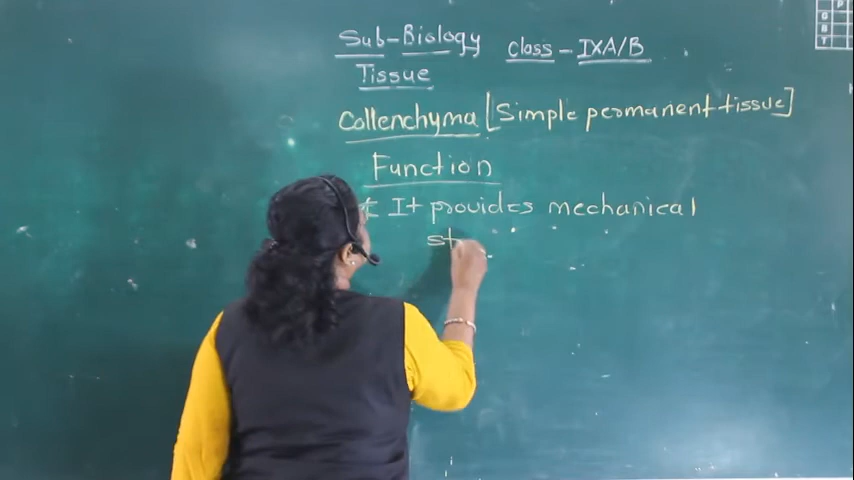 Sub-Biology Class-IXA/B
Tissue
Collenchyma [Simple permanent tissue]
Function
* It provides mechanical
st
P
G
B
T